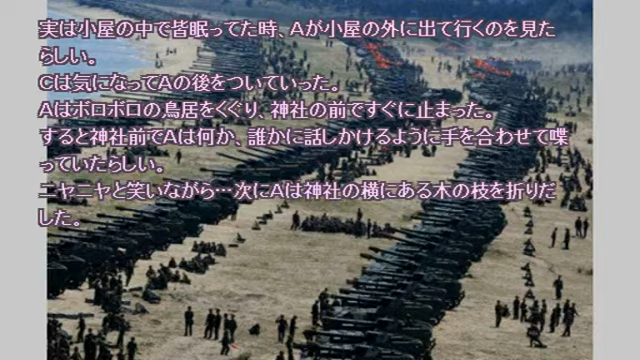 実は小屋の中で皆眠ってた時、Aが小屋の外に出て行くのを見た
らしい。
Cは気になってAの後をついていった。
Aはボロボロの鳥居をくぐり、神社の前ですぐに止まった。
すると神社前でAは何か、誰かに話しかけるように手を合わせて喋
っていたらしい。
ニヤニヤと笑いながら…次にAは神社の横にある木の枝を折りだ
した。